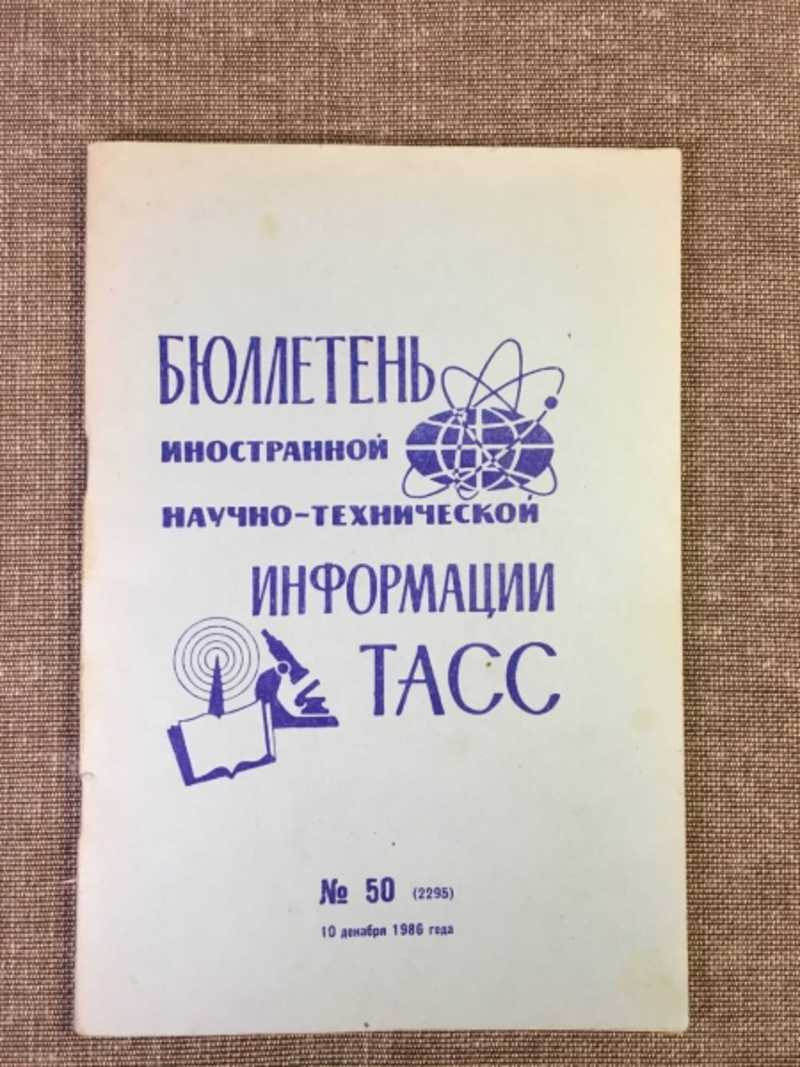 БЮЛЛЕТЕНЬ
ИНОСТРАННОЙ
НАУЧНО-ТЕХНИЧЕСКОЙ
ИНФОРМАЦИИ
ТАСС
№ 50 (2295)
10 декабря 1986 года